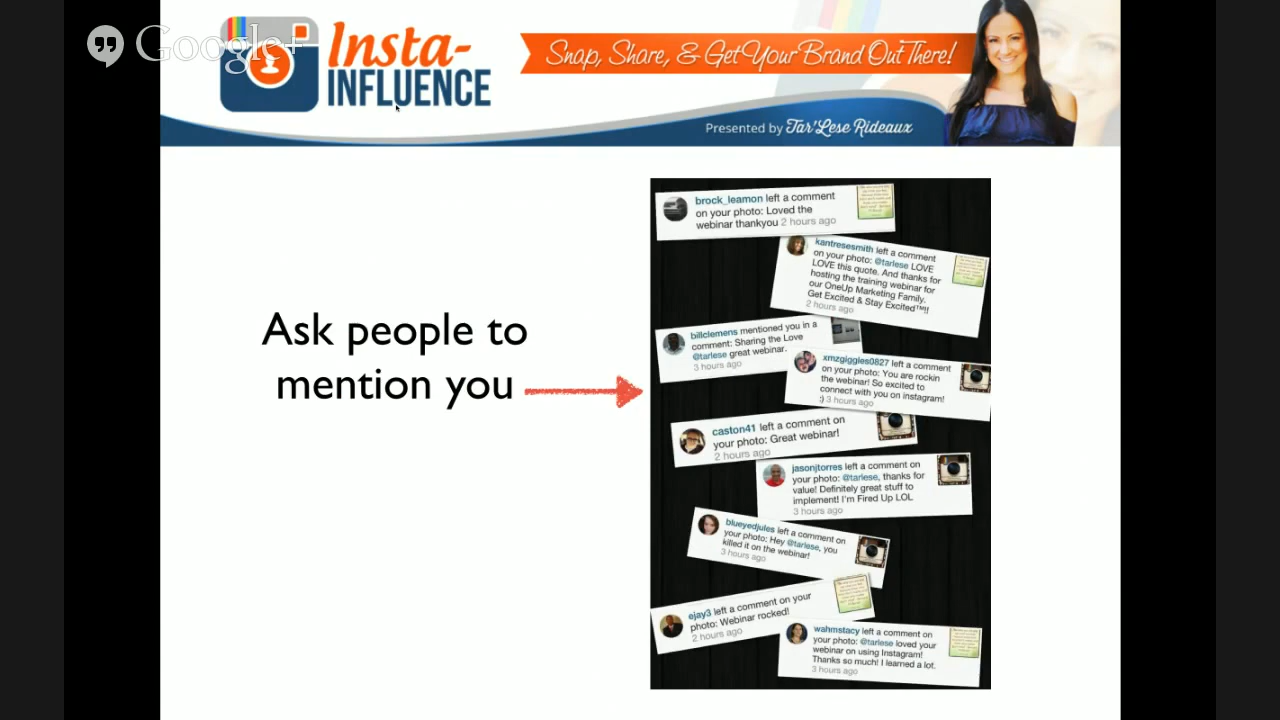 Google+
Insta-
INFLUENCE
Snap, Share, & Get Your Brand Out There!
Presented by Tar'Lese Rideaux
Ask people to
mention you
brock_leamon left a comment
on your photo: Loved the
webinar thankyou 2 hours ago
kantresesmith left a comment
on your photo: @tarlese LOVE
LOVE this quote. And thanks for
hosting the training webinar for
our OneUp Marketing Family.
Get Excited & Stay Excited™!!
2 hours ago
billclemens mentioned you in a
comment: Sharing the Love
@tarlese great webinar.
3 hours ago
xmzgiggles0827 left a comment
on your photo: You are rockin
the webinar! So excited to
connect with you on instagram!
:) 3 hours ago
caston41 left a comment on
your photo: Great webinar!
2 hours ago
jasonjtorres left a comment on
your photo: @tarlese, thanks for
value! Definitely great stuff to
implement! I'm Fired Up LOL
3 hours ago
blueyedjules left a comment on
your photo: Hey @tarlese, you
killed it on the webinar!
3 hours ago
ejay3 left a comment on your
photo: Webinar rocked!
2 hours ago
wahmstacy left a comment on
your photo: @tarlese loved your
webinar on using Instagram!
Thanks so much! I learned a lot.
3 hours ago